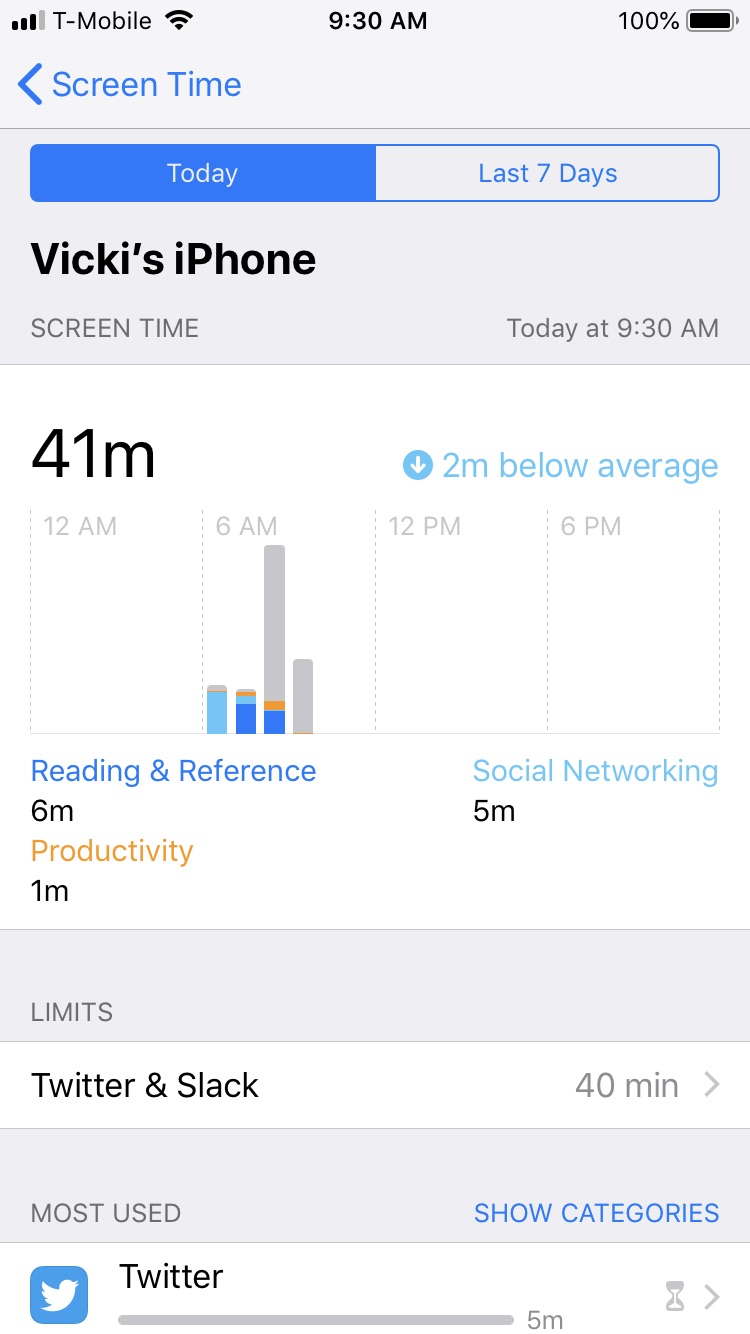 T-Mobile 9:30 AM 100%
Screen Time
Today Last 7 Days
Vicki's iPhone
SCREEN TIME Today at 9:30 AM
41m 2m below average
12 AM 6 AM 12 PM 6 PM
Reading & Reference Social Networking
6m 5m
Productivity
1m
LIMITS
Twitter & Slack 40 min
MOST USED SHOW CATEGORIES
Twitter
5m